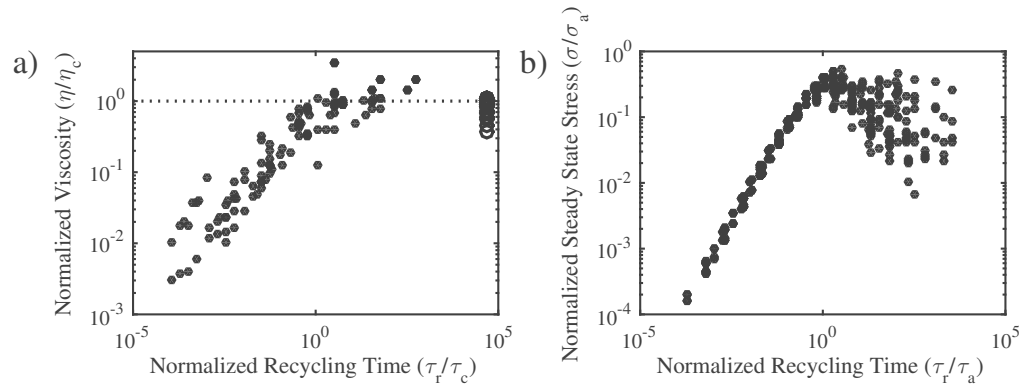 a)
Normalized Viscosity (η/η_c)
10^0
10^-1
10^-2
10^-3
10^-5
10^0
10^5
Normalized Recycling Time (τ_r/τ_c)
b)
Normalized Steady State Stress (σ/σ_a)
10^0
10^-1
10^-2
10^-3
10^-4
10^-5
10^0
10^5
Normalized Recycling Time (τ_r/τ_a)